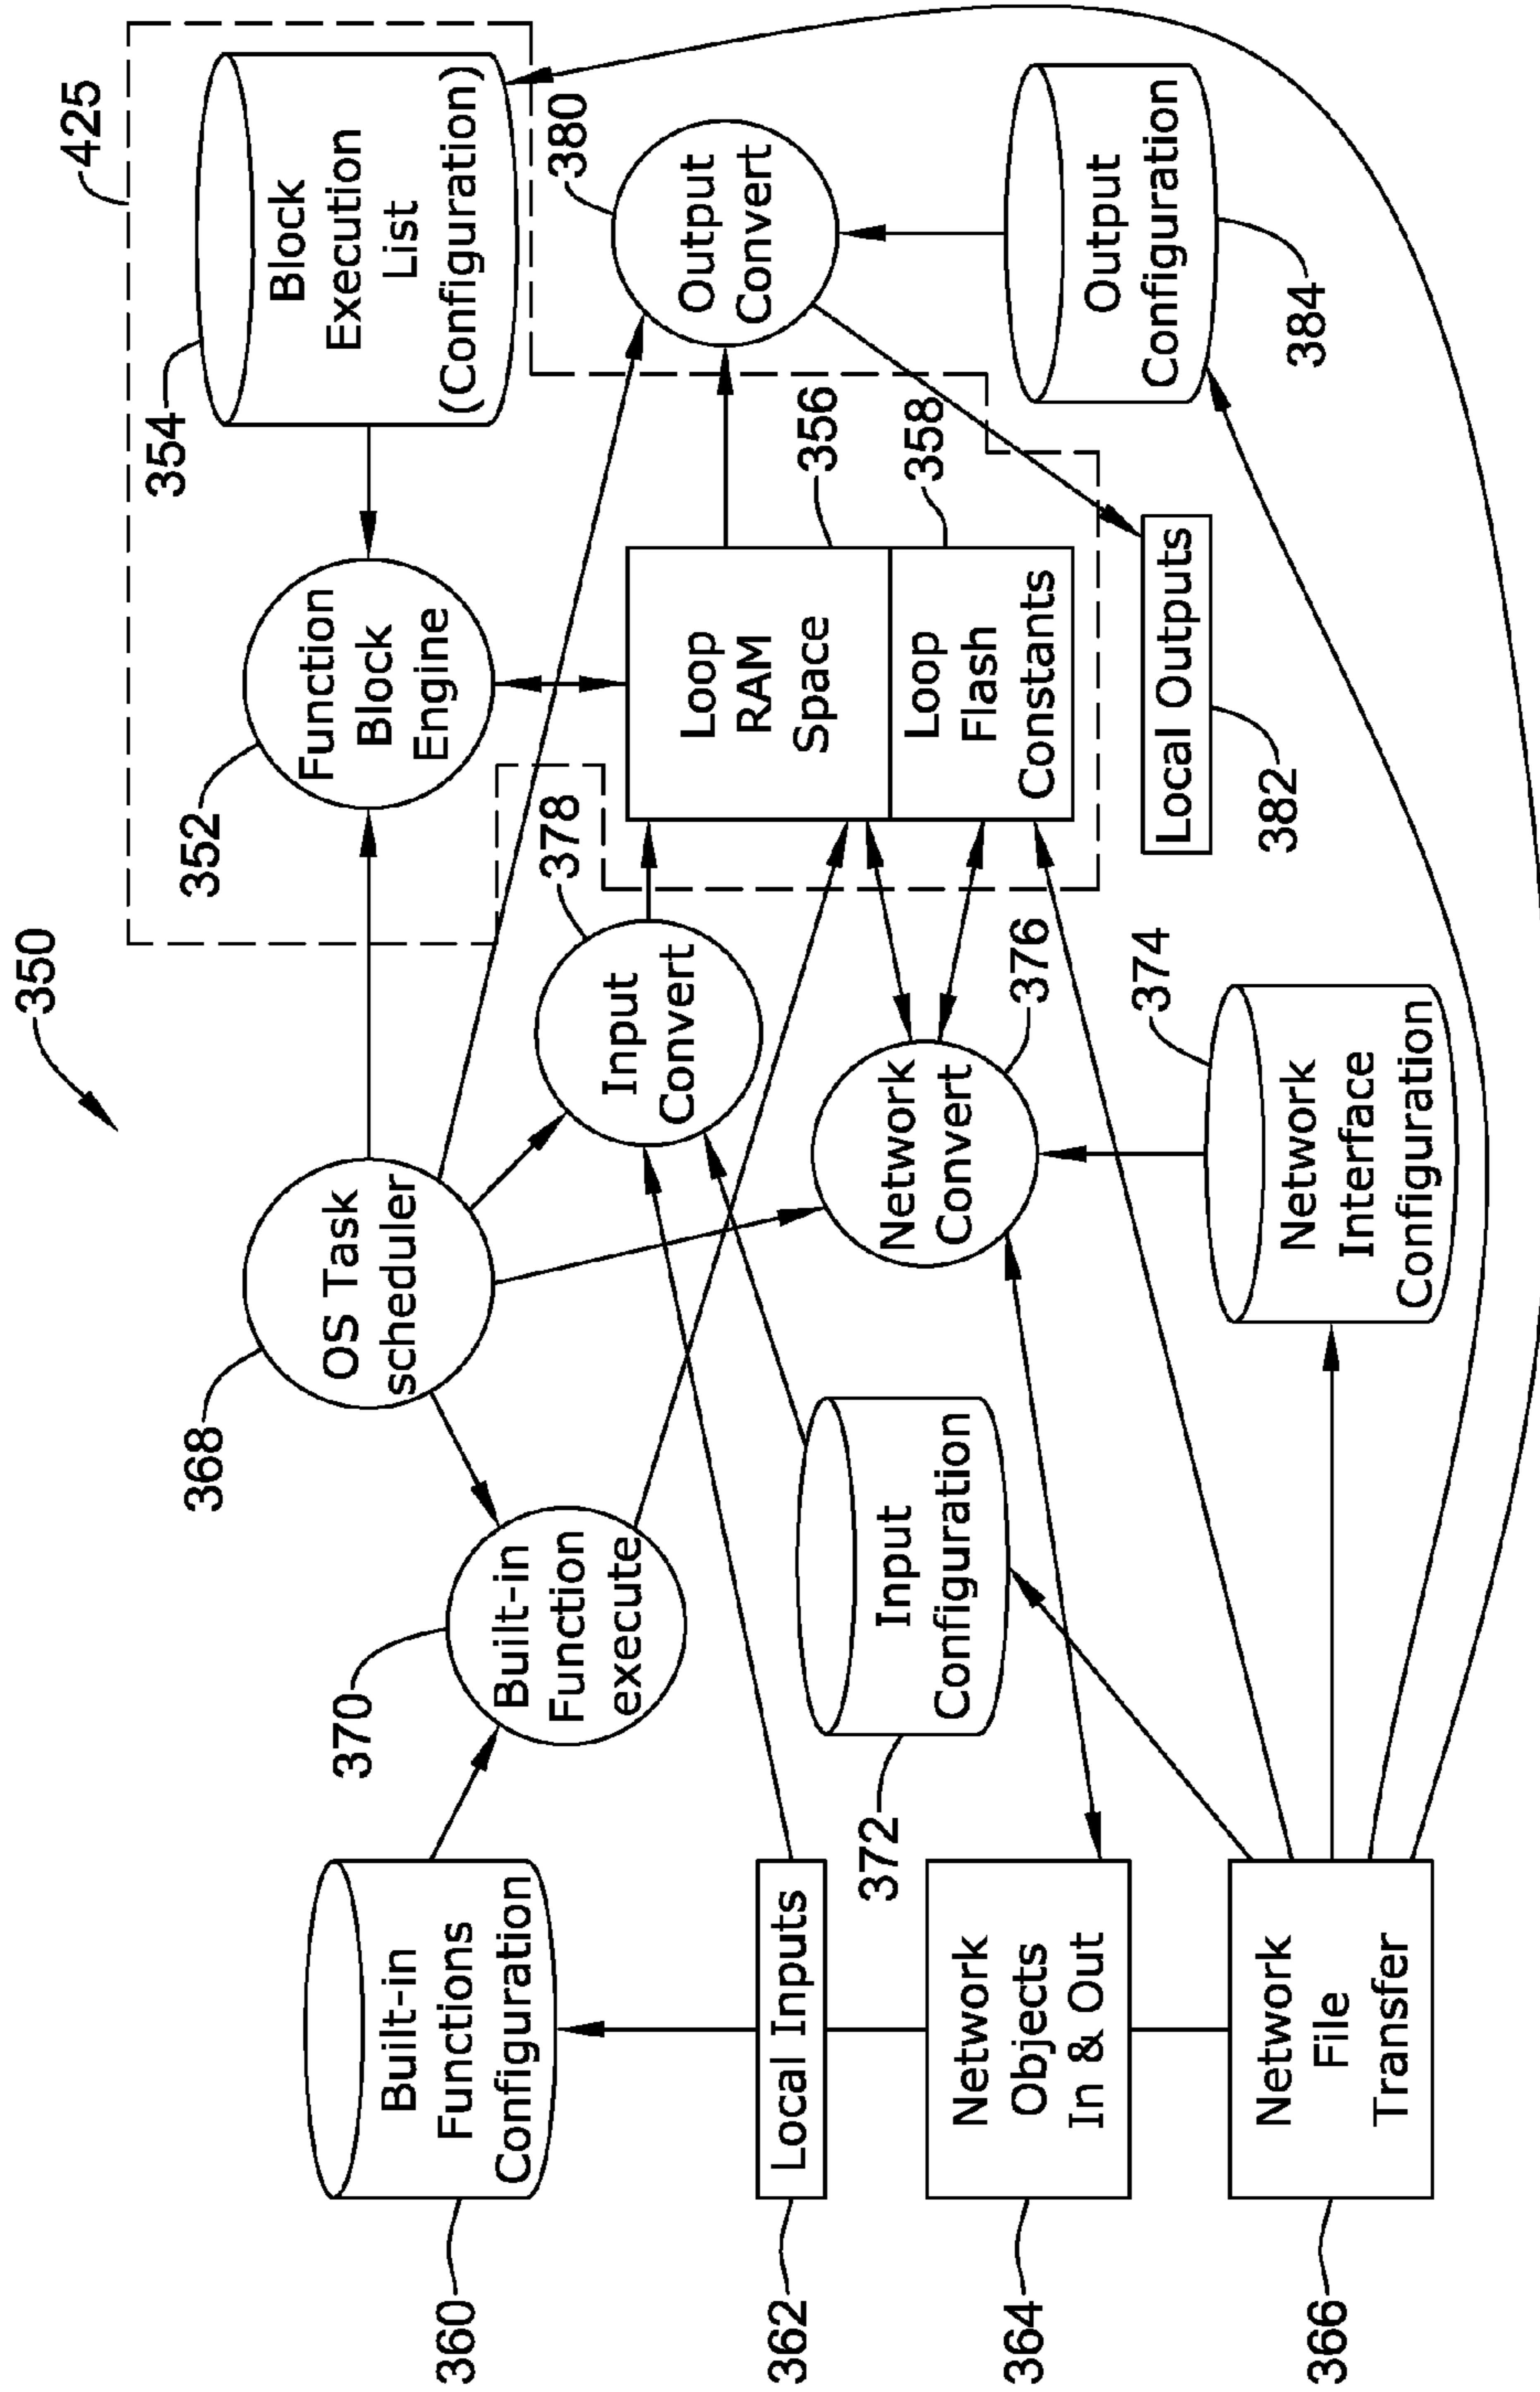 350
425
360
Built-in
Functions
Configuration
370
Built-in
Function
execute
368
OS Task
scheduler
352
Function
Block
Engine
354
Block
Execution
List
(Configuration)
362
Local Inputs
378
Input
Convert
Loop
RAM
Space
356
380
Output
Convert
364
Network
Objects
In & Out
372
Input
Configuration
376
Network
Convert
Loop
Flash
Constants
358
366
Network
File
Transfer
374
Network
Interface
Configuration
382
Local Outputs
384
Output
Configuration